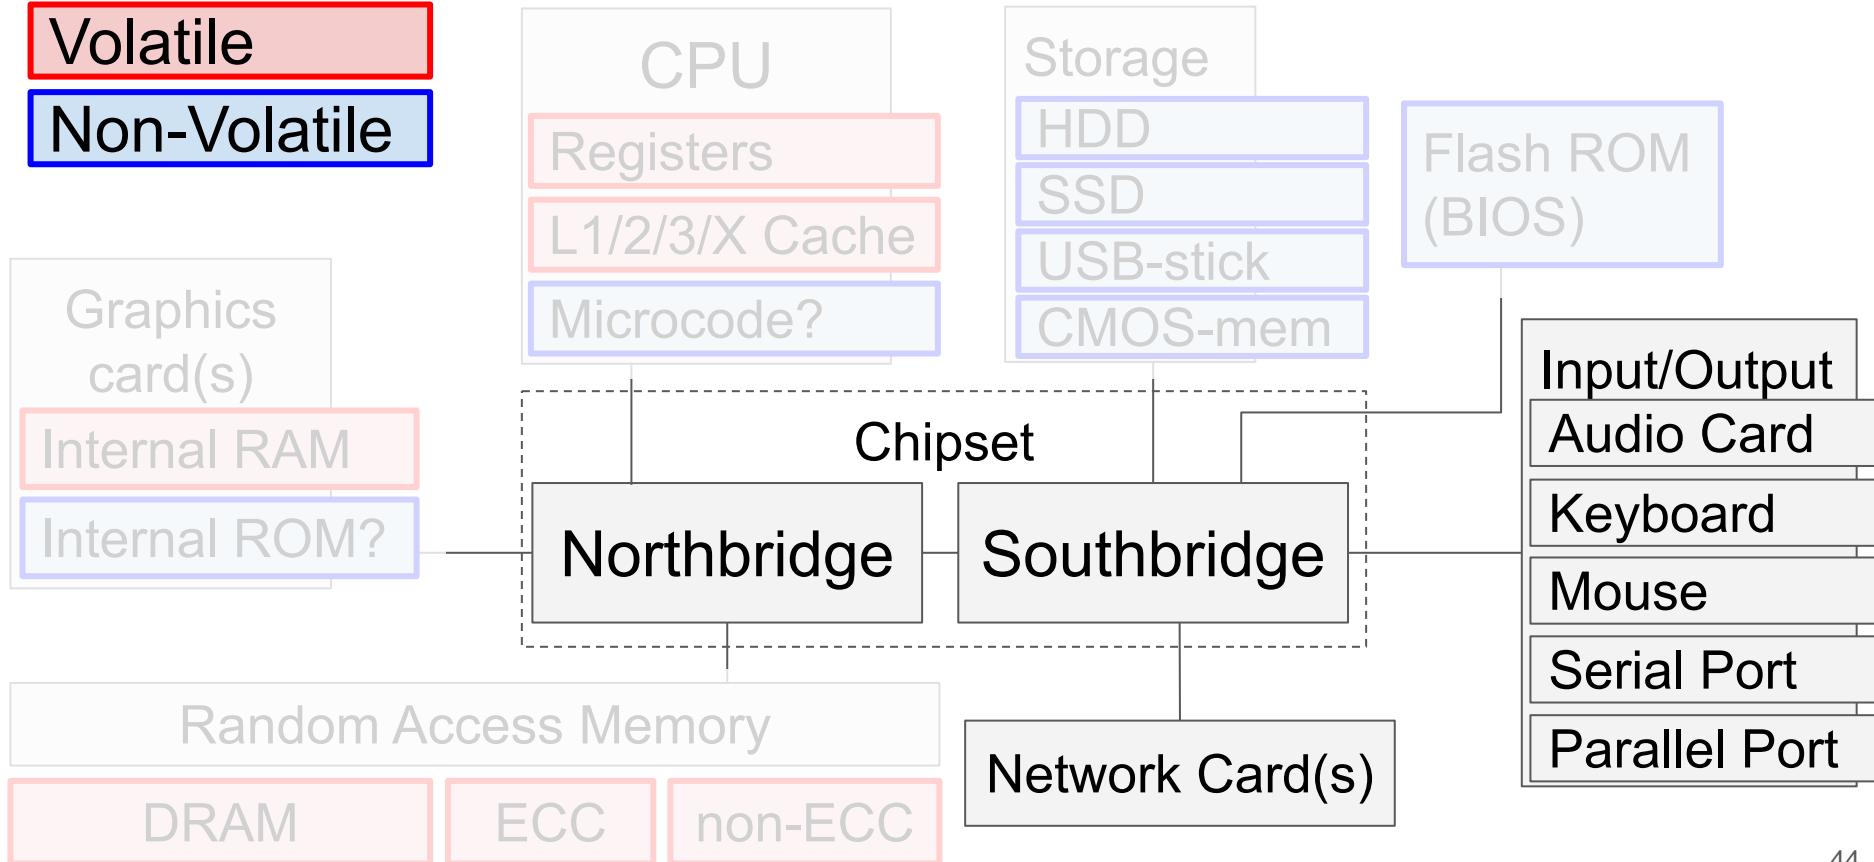 Volatile
Non-Volatile
CPU
Registers
L1/2/3/X Cache
Microcode?
Storage
HDD
SSD
USB-stick
CMOS-mem
Flash ROM
(BIOS)
Graphics
card(s)
Internal RAM
Internal ROM?
Chipset
Northbridge
Southbridge
Input/Output
Audio Card
Keyboard
Mouse
Serial Port
Parallel Port
Random Access Memory
DRAM
ECC
non-ECC
Network Card(s)
44